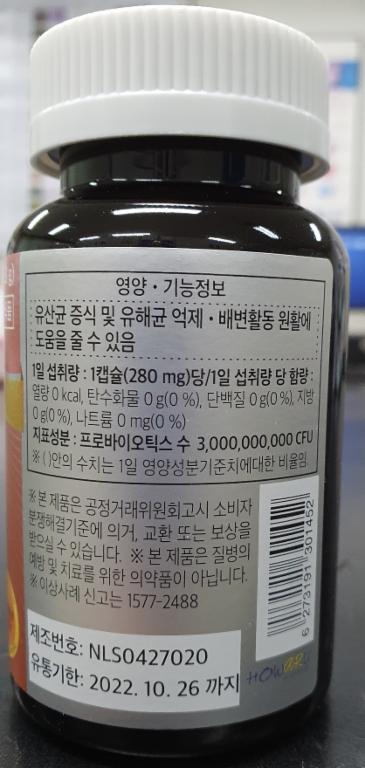 영양·기능정보
유산균 증식 및 유해균 억제·배변활동 원활에
도움을 줄 수 있음
1일 섭취량 : 1캡슐(280 mg)당/1일 섭취량 당 함량 :
열량 0 kcal, 탄수화물 0 g(0 %), 단백질 0 g(0 %), 지방
0 g(0 %), 나트륨 0 mg(0 %)
지표성분 : 프로바이오틱스 수 3,000,000,000 CFU
※ ( )안의 수치는 1일 영양성분기준치에대한 비율임
※ 본 제품은 공정거래위원회고시 소비자
분쟁해결기준에 의거, 교환 또는 보상을
받으실 수 있습니다. ※ 본 제품은 질병의
예방 및 치료를 위한 의약품이 아닙니다.
※ 이상사례 신고는 1577-2488
6 273191 301452
제조번호: NLS0427020
유통기한: 2022. 10. 26 까지
HOWARU